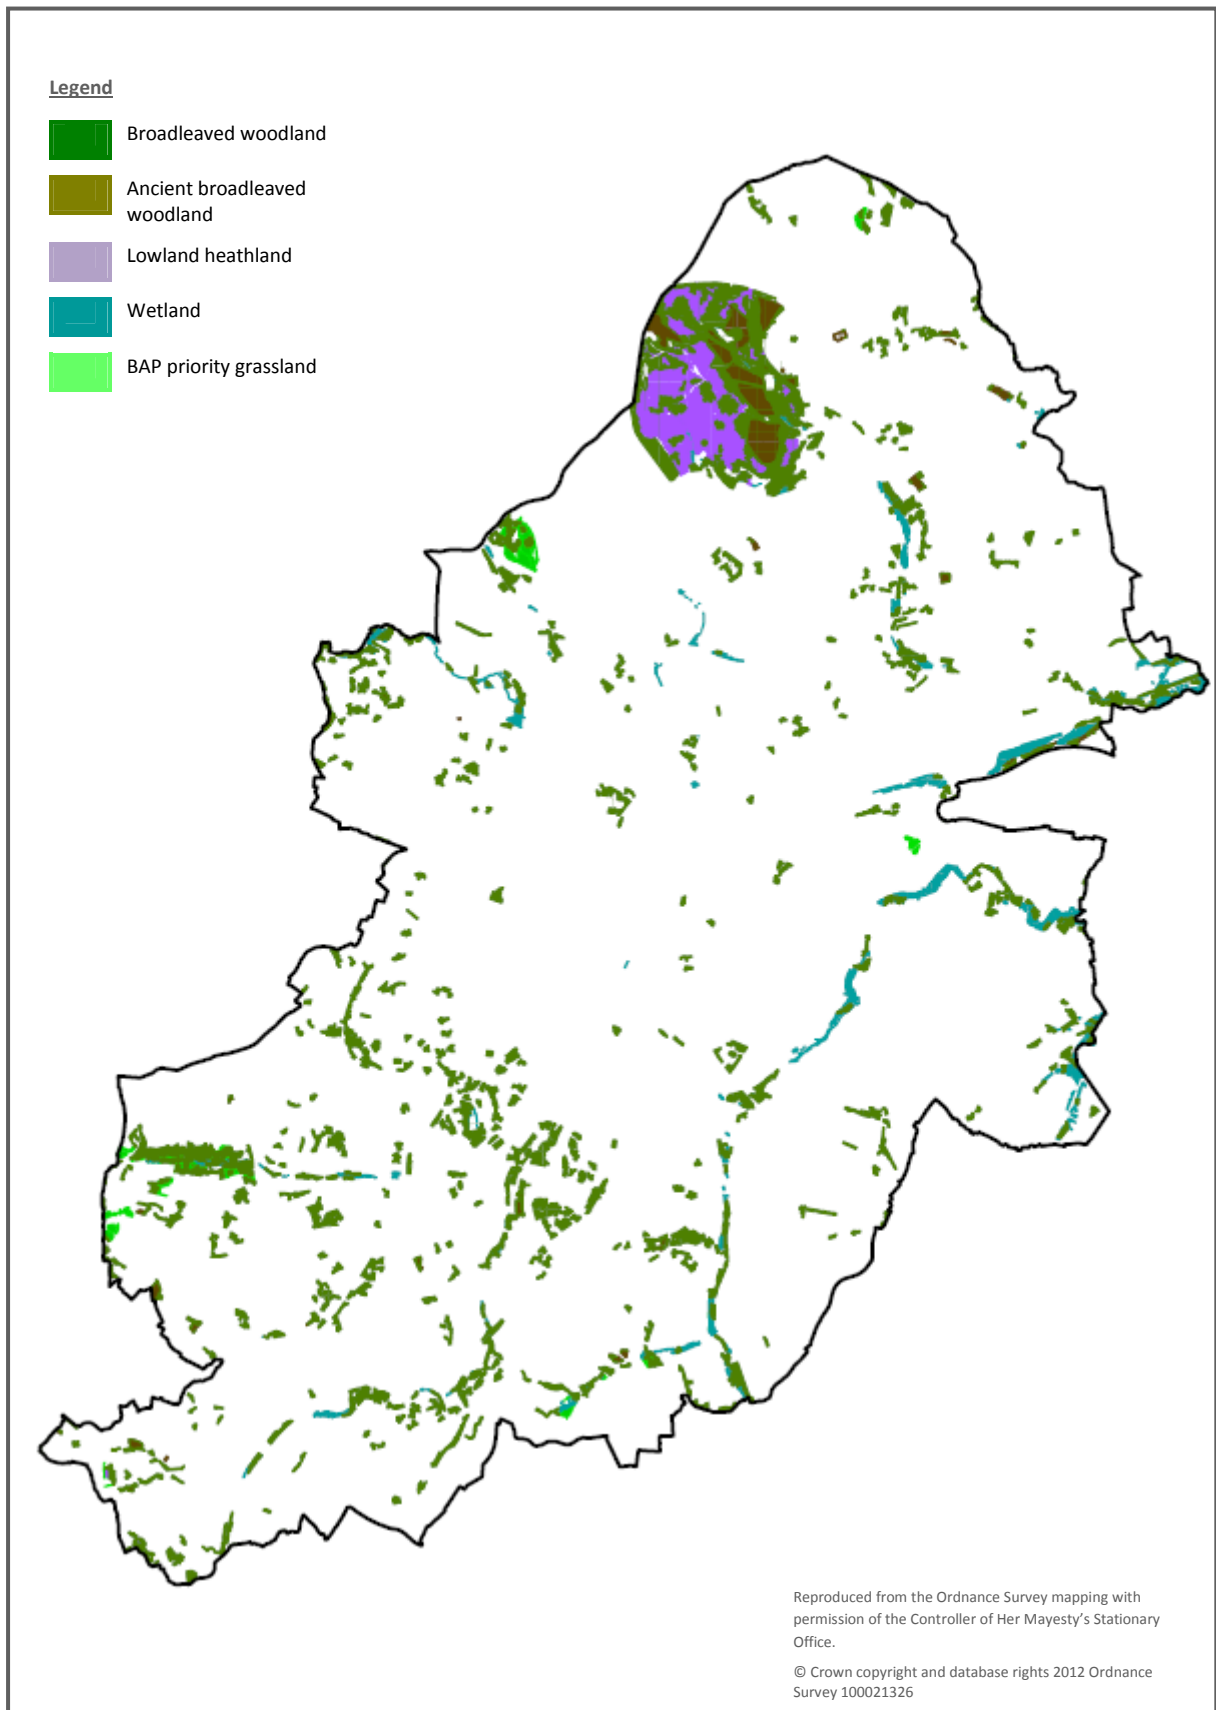 Legend
Broadleaved woodland
Ancient broadleaved
woodland
Lowland heathland
Wetland
BAP priority grassland
Reproduced from the Ordnance Survey mapping with
permission of the Controller of Her Mayesty's Stationary
Office.
© Crown copyright and database rights 2012 Ordnance
Survey 100021326